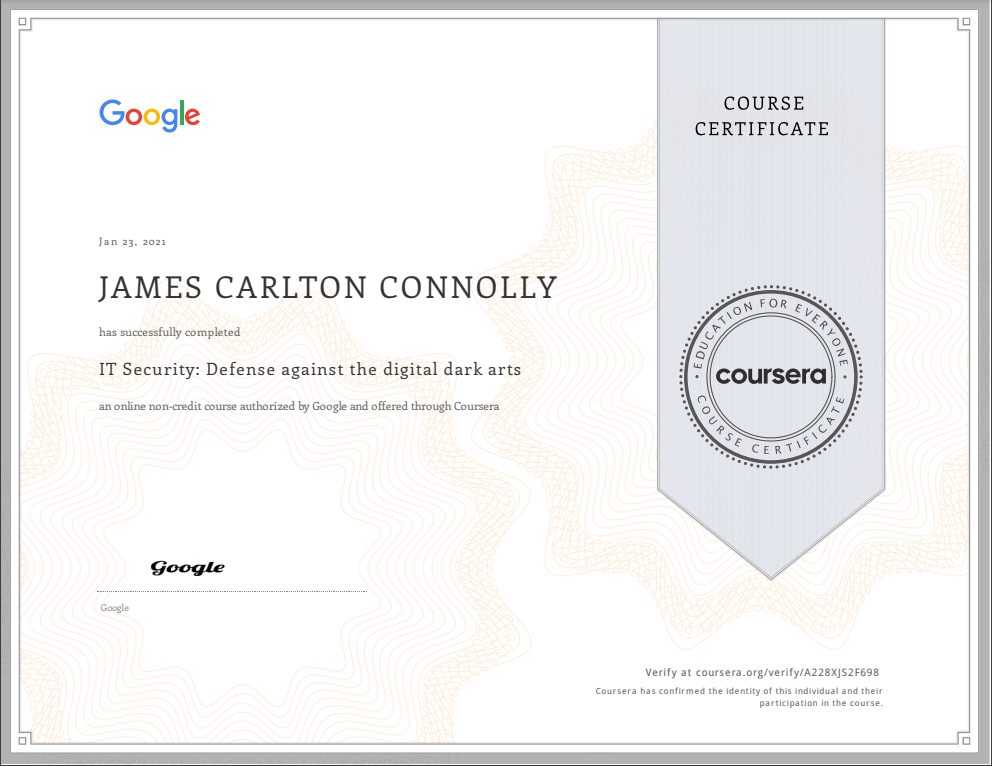 Google
COURSE
CERTIFICATE
Jan 23, 2021
JAMES CARLTON CONNOLLY
has successfully completed
IT Security: Defense against the digital dark arts
an online non-credit course authorized by Google and offered through Coursera
EDUCATION FOR EVERYONE
coursera
COURSE CERTIFICATE
Google
Google
Verify at coursera.org/verify/A228XJS2F698
Coursera has confirmed the identity of this individual and their
participation in the course.